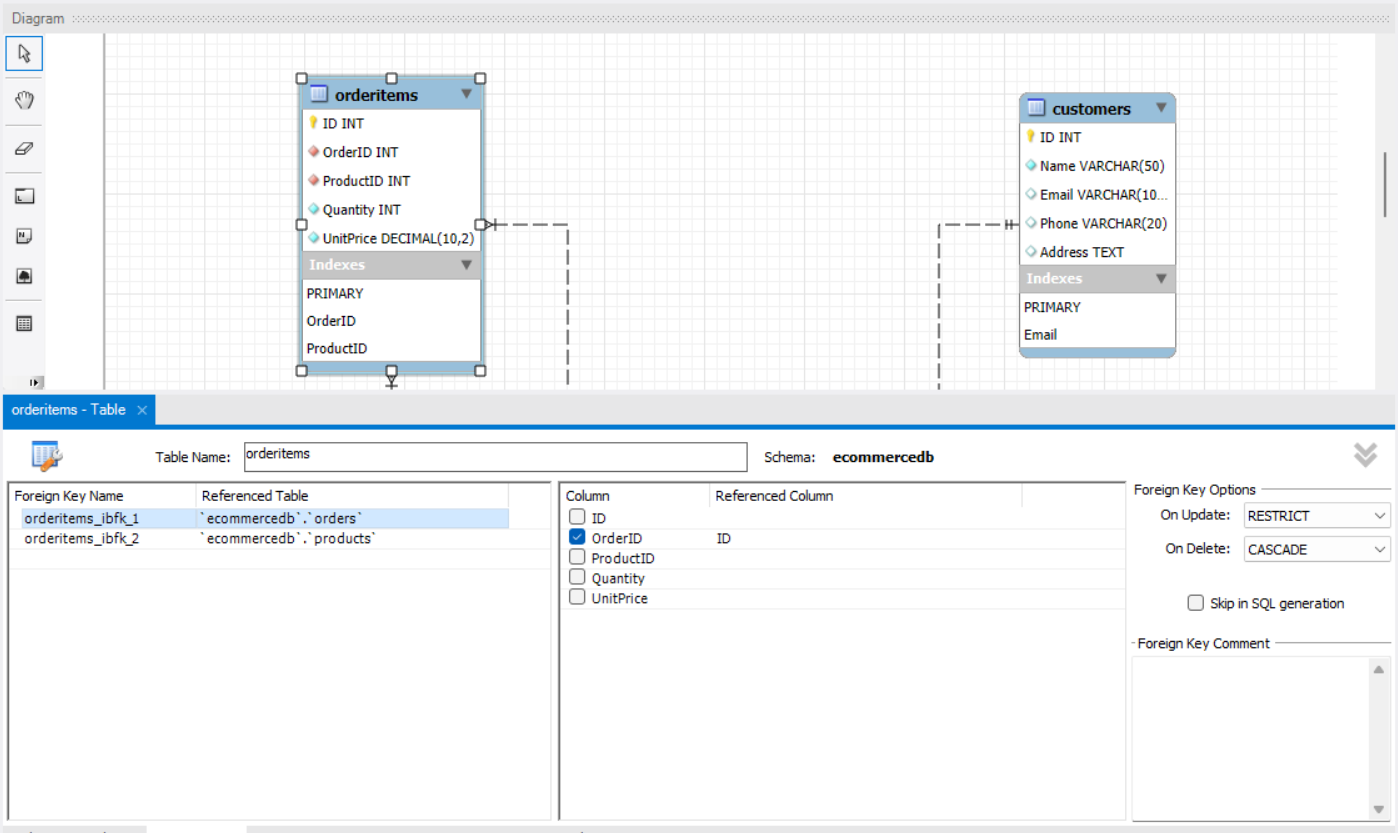 Diagram
orderitems
ID INT
OrderID INT
ProductID INT
Quantity INT
UnitPrice DECIMAL(10,2)
Indexes
PRIMARY
OrderID
ProductID
customers
ID INT
Name VARCHAR(50)
Email VARCHAR(10...
Phone VARCHAR(20)
Address TEXT
Indexes
PRIMARY
Email
orderitems - Table
Table Name: orderitems Schema: ecommercedb
Foreign Key Name Referenced Table
orderitems_ibfk_1 `ecommercedb`.`orders`
orderitems_ibfk_2 `ecommercedb`.`products`
Column Referenced Column
ID
OrderID ID
ProductID
Quantity
UnitPrice
Foreign Key Options
On Update: RESTRICT
On Delete: CASCADE
Skip in SQL generation
Foreign Key Comment